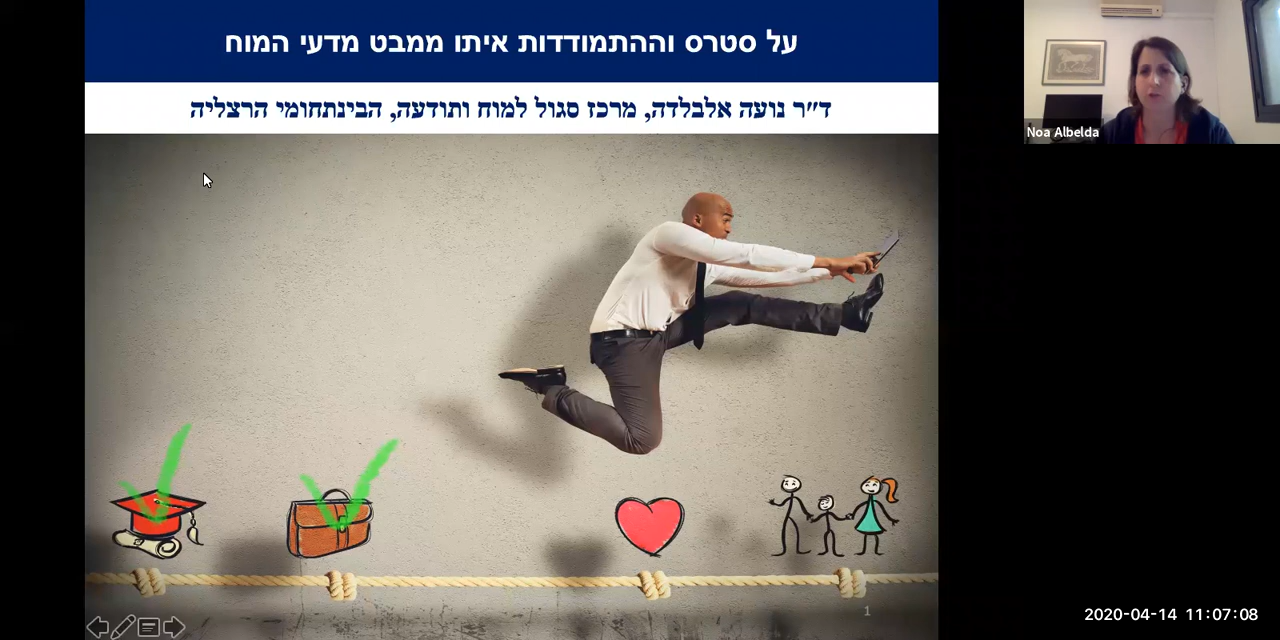 על סטרס וההתמודדות איתו ממבט מדעי המוח
ד"ר נועה אלבלדה, מרכז סגול למוח ותודעה, הבינתחומי הרצליה
Noa Albelda
1
2020-04-14 11:07:08